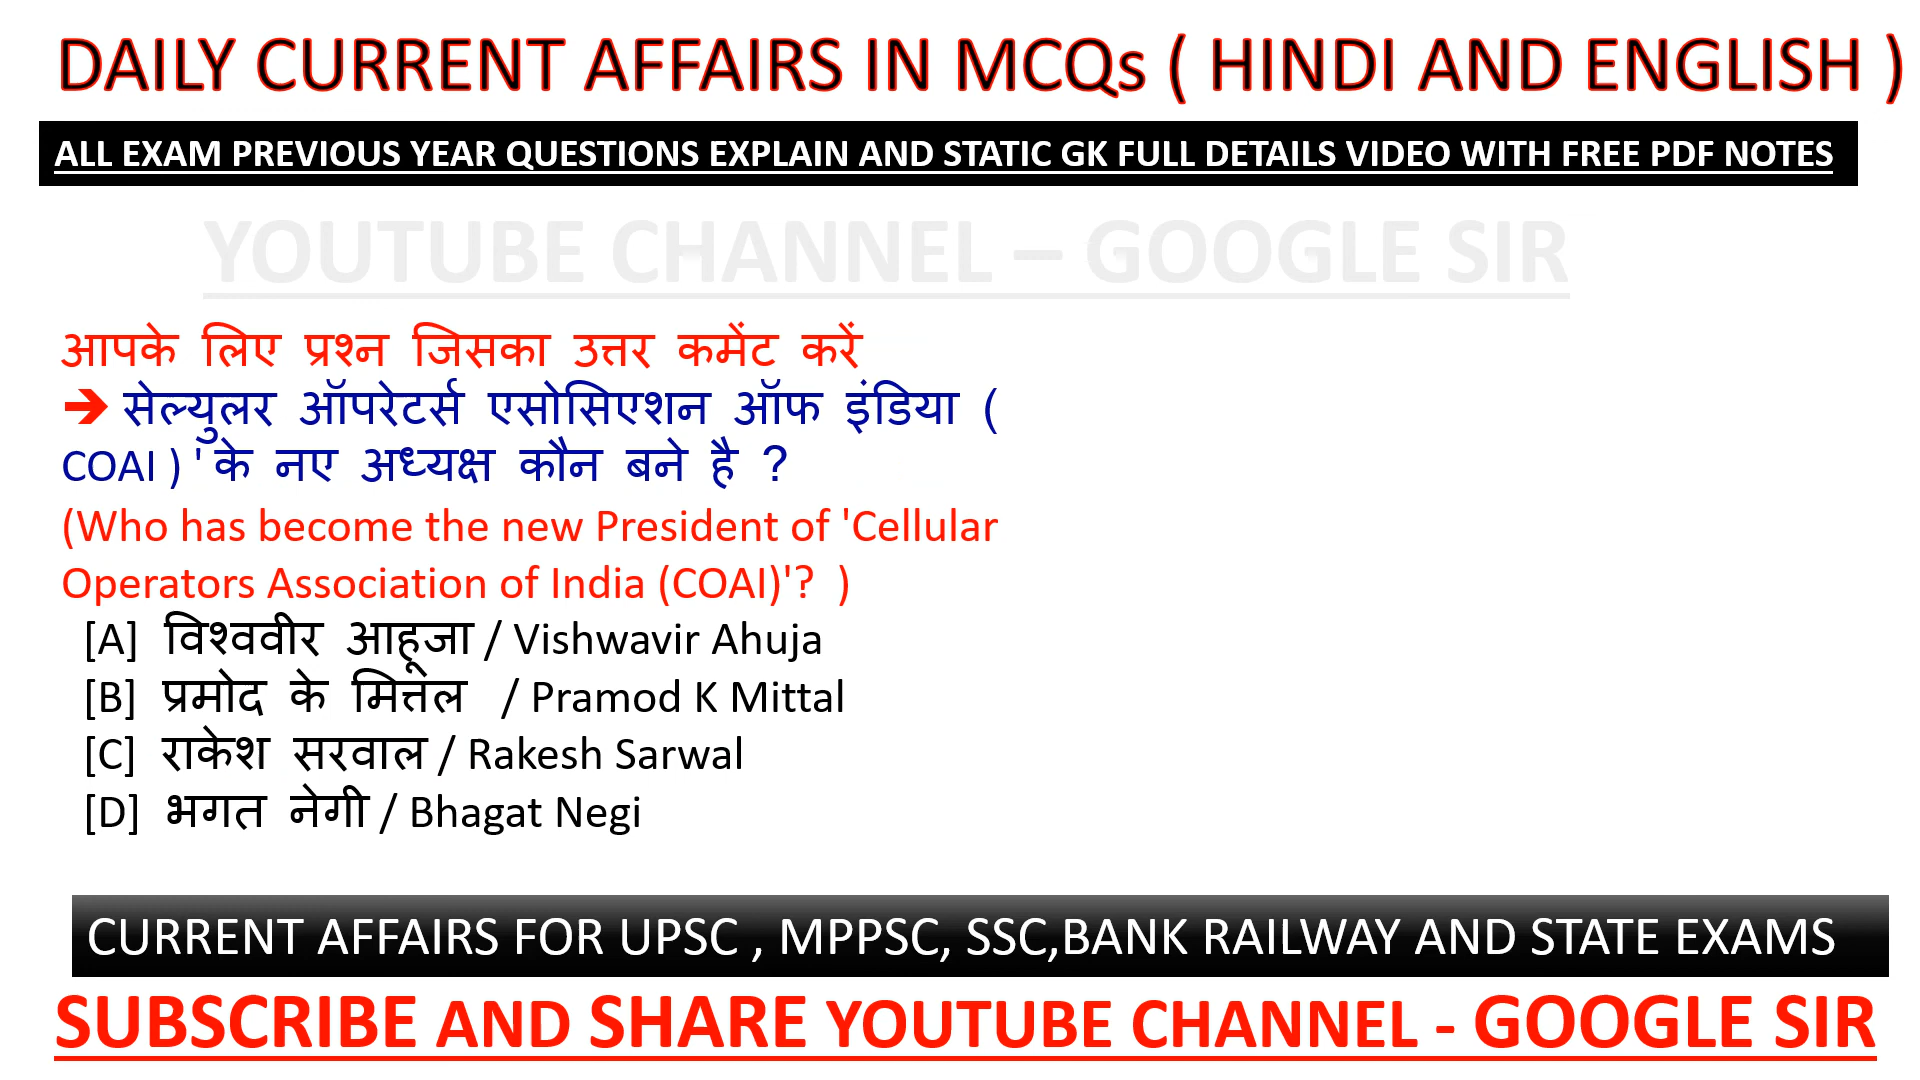 DAILY CURRENT AFFAIRS IN MCQs ( HINDI AND ENGLISH )
ALL EXAM PREVIOUS YEAR QUESTIONS EXPLAIN AND STATIC GK FULL DETAILS VIDEO WITH FREE PDF NOTES
YOUTUBE CHANNEL – GOOGLE SIR
आपके लिए प्रश्न जिसका उत्तर कमेंट करें
➔ सेल्युलर ऑपरेटर्स एसोसिएशन ऑफ इंडिया (
COAI ) ' के नए अध्यक्ष कौन बने है ?
(Who has become the new President of 'Cellular
Operators Association of India (COAI)'? )
[A] विश्ववीर आहूजा / Vishwavir Ahuja
[B] प्रमोद के मित्तल / Pramod K Mittal
[C] राकेश सरवाल / Rakesh Sarwal
[D] भगत नेगी / Bhagat Negi
CURRENT AFFAIRS FOR UPSC , MPPSC, SSC,BANK RAILWAY AND STATE EXAMS
SUBSCRIBE AND SHARE YOUTUBE CHANNEL - GOOGLE SIR